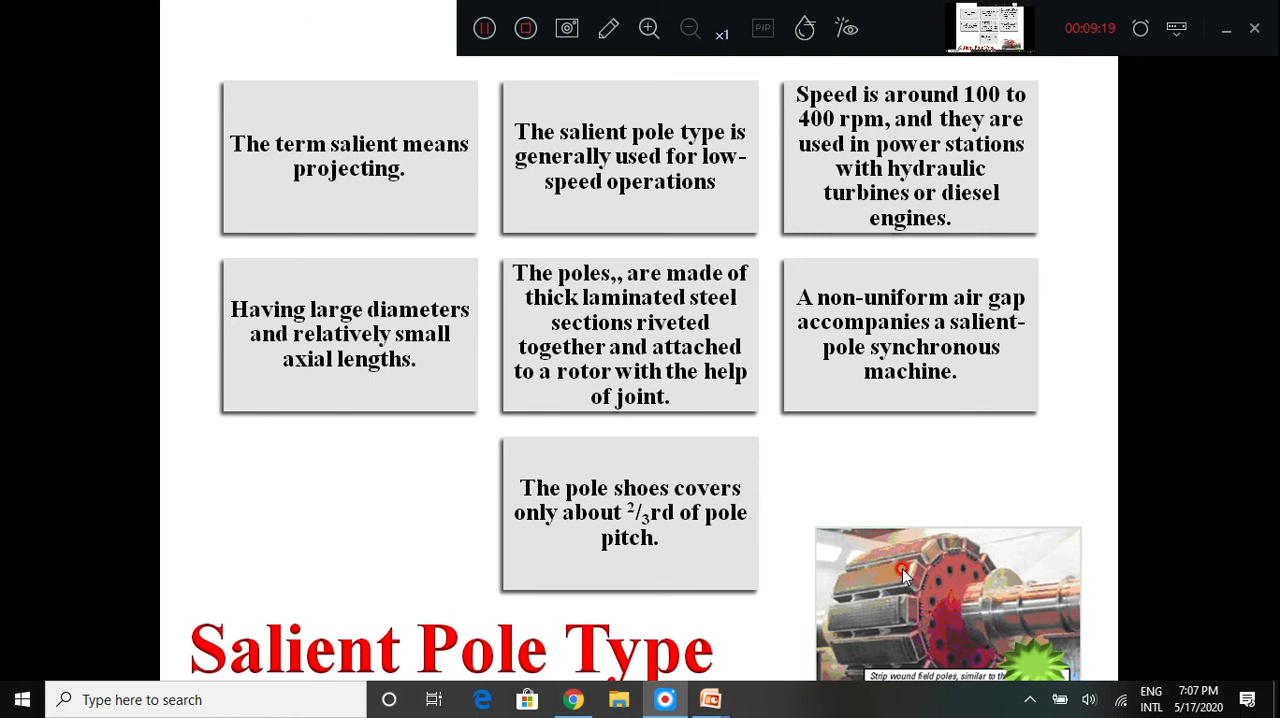 x1
PIP
00:09:19
The term salient means
projecting.
The salient pole type is
generally used for low-
speed operations
Speed is around 100 to
400 rpm, and they are
used in power stations
with hydraulic
turbines or diesel
engines.
Having large diameters
and relatively small
axial lengths.
The poles,, are made of
thick laminated steel
sections riveted
together and attached
to a rotor with the help
of joint.
A non-uniform air gap
accompanies a salient-
pole synchronous
machine.
The pole shoes covers
only about 2/3rd of pole
pitch.
Salient Pole Type
Strip wound field poles, similar to th
Type here to search
ENG
INTL
7:07 PM
5/17/2020